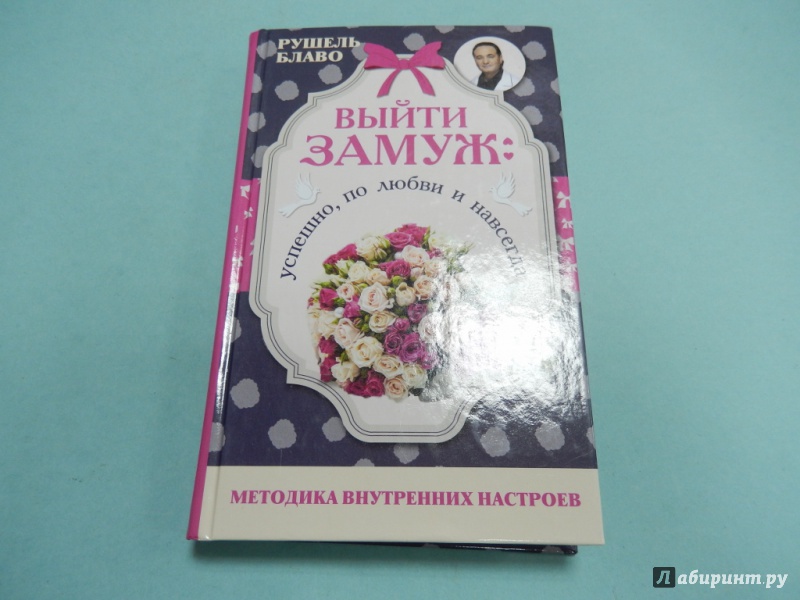 РУШЕЛЬ
БЛАВО
ВЫЙТИ
ЗАМУЖ:
успешно, по любви и навсегда
МЕТОДИКА ВНУТРЕННИХ НАСТРОЕВ
Лабиринт.ру